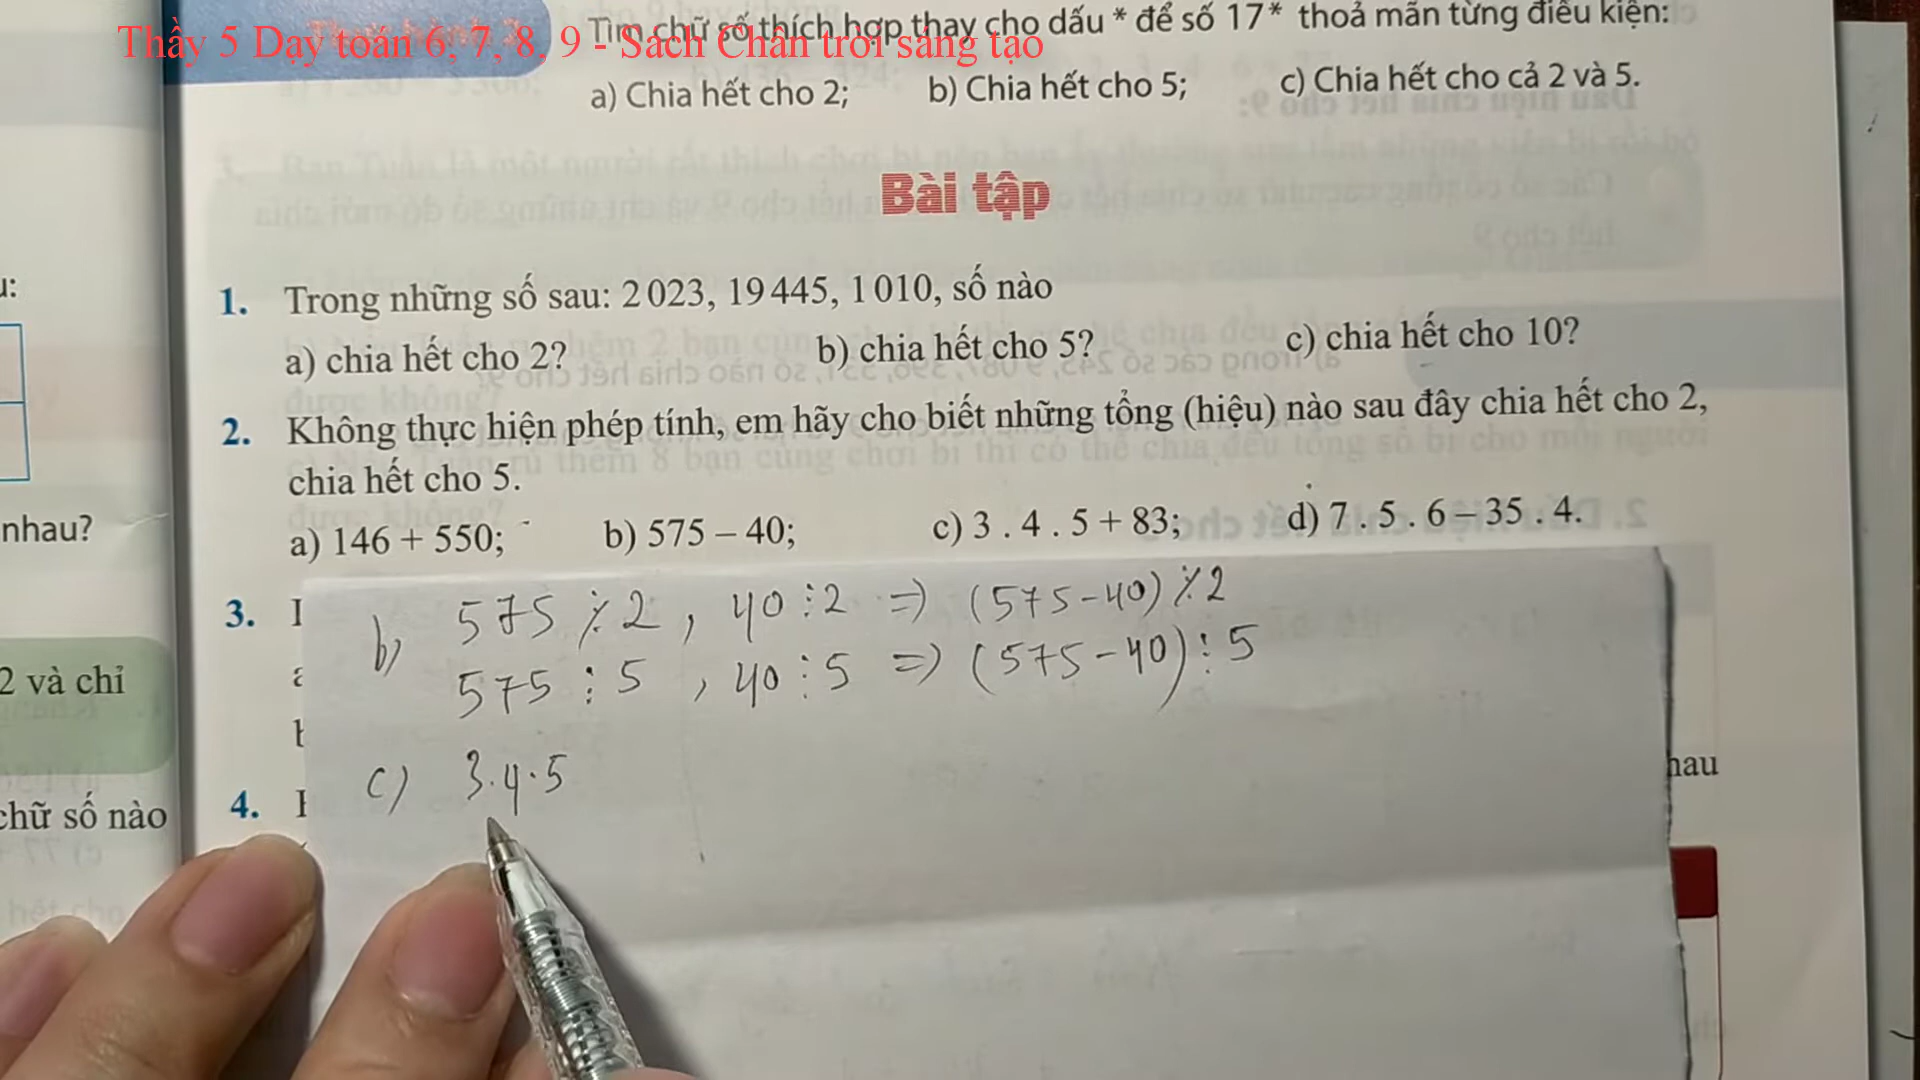 Tìm chữ số thích hợp thay cho dấu * để số 17* thoả mãn từng điều kiện:
Thầy 5 Dạy toán 6, 7, 8, 9 - Sách Chân trời sáng tạo
a) Chia hết cho 2; b) Chia hết cho 5; c) Chia hết cho cả 2 và 5.
Bài tập
1. Trong những số sau: 2 023, 19 445, 1 010, số nào
a) chia hết cho 2? b) chia hết cho 5? c) chia hết cho 10?
2. Không thực hiện phép tính, em hãy cho biết những tổng (hiệu) nào sau đây chia hết cho 2,
chia hết cho 5.
a) 146 + 550; b) 575 – 40; c) 3 . 4 . 5 + 83; d) 7 . 5 . 6 – 35 . 4.
nhau?
3.
b) 575 ⋮̸ 2, 40 ⋮ 2 => (575-40) ⋮̸ 2
575 ⋮ 5, 40 ⋮ 5 => (575-40) ⋮ 5
2 và chỉ
c) 3.4.5
hau
4.
chữ số nào